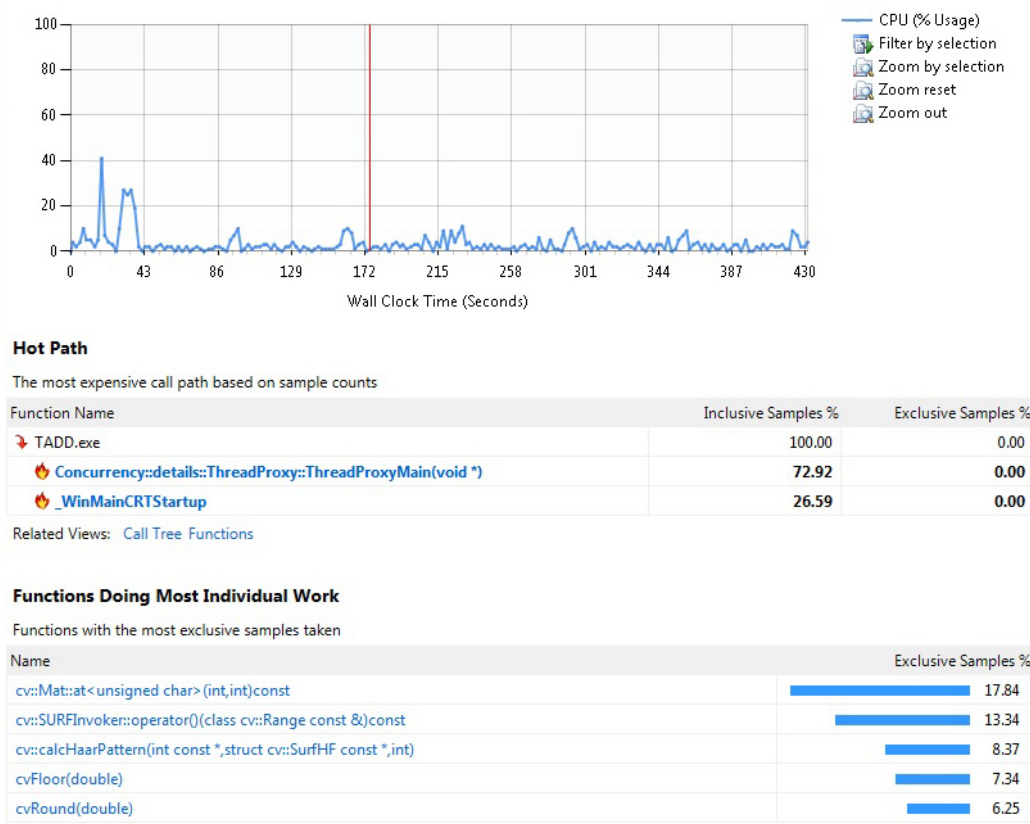 100
80
60
40
20
0
0 43 86 129 172 215 258 301 344 387 430
Wall Clock Time (Seconds)
CPU (% Usage)
Filter by selection
Zoom by selection
Zoom reset
Zoom out
Hot Path
The most expensive call path based on sample counts
Function Name Inclusive Samples % Exclusive Samples %
TADD.exe 100.00 0.00
Concurrency::details::ThreadProxy::ThreadProxyMain(void *) 72.92 0.00
_WinMainCRTStartup 26.59 0.00
Related Views: Call Tree Functions
Functions Doing Most Individual Work
Functions with the most exclusive samples taken
Name Exclusive Samples %
cv::Mat::at<unsigned char>(int,int)const 17.84
cv::SURFInvoker::operator()(class cv::Range const &)const 13.34
cv::calcHaarPattern(int const *,struct cv::SurfHF const *,int) 8.37
cvFloor(double) 7.34
cvRound(double) 6.25